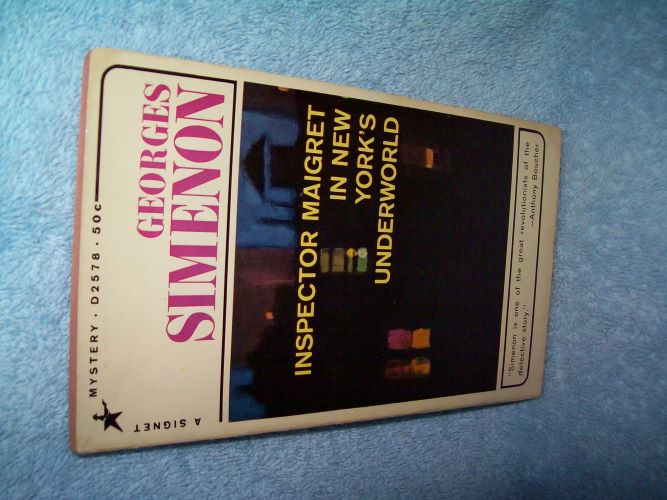 A SIGNET
MYSTERY · D2578 · 50c
GEORGES
SIMENON
INSPECTOR MAIGRET
IN NEW
YORK'S
UNDERWORLD
"Simenon is one of the great revolutionists of the
detective story."
—Anthony Boucher